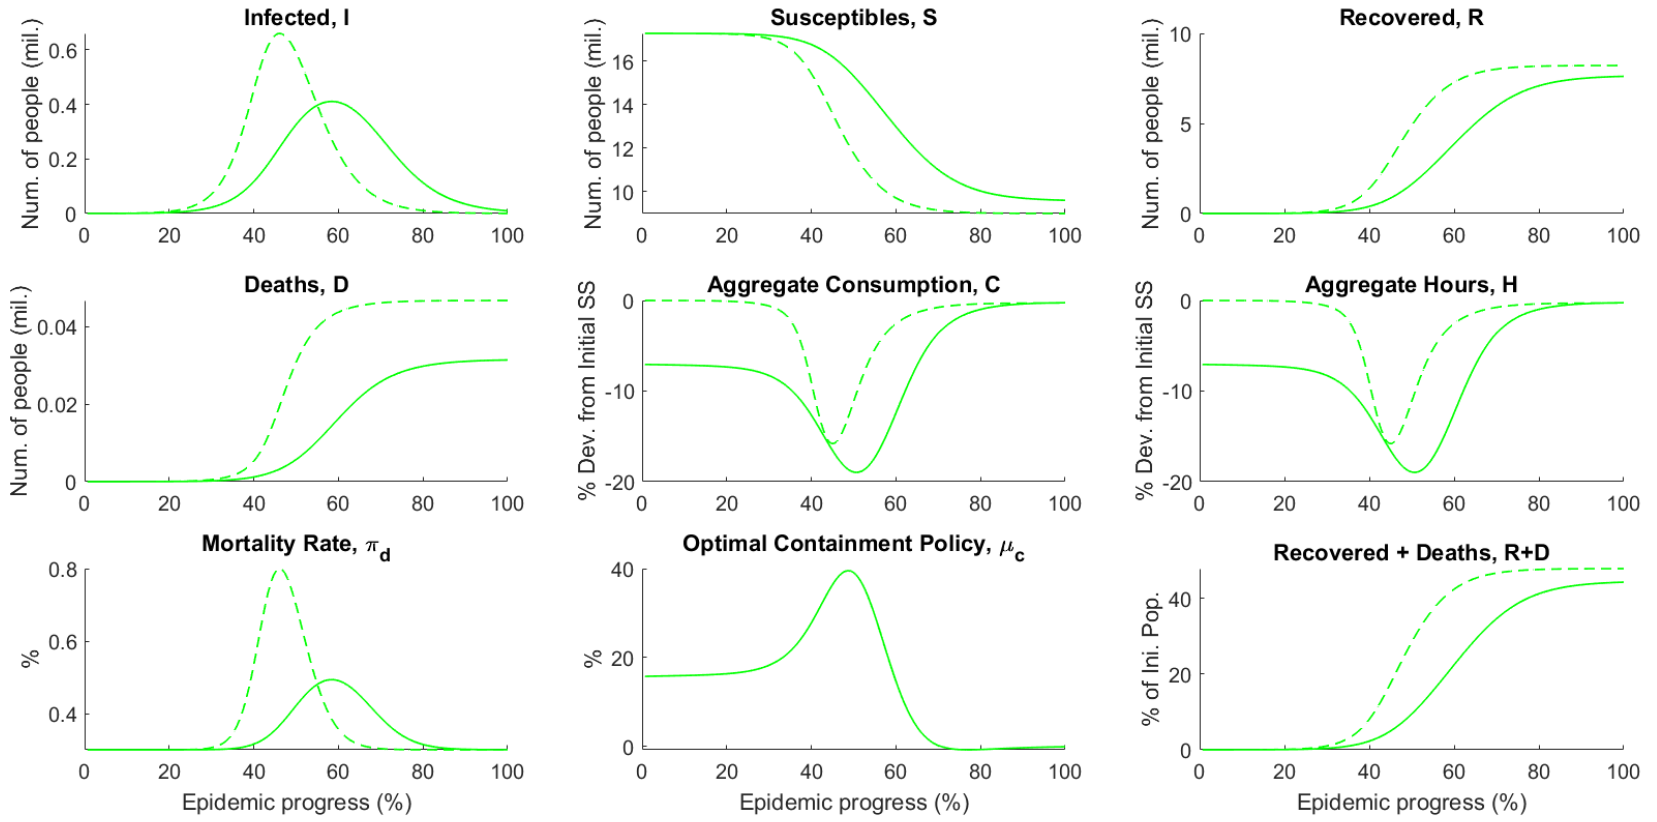 Infected, I
Num. of people (mil.)
0.6
0.4
0.2
0
0 20 40 60 80 100
Susceptibles, S
Num. of people (mil.)
16
14
12
10
0 20 40 60 80 100
Recovered, R
Num. of people (mil.)
10
5
0
0 20 40 60 80 100
Deaths, D
Num. of people (mil.)
0.04
0.02
0
0 20 40 60 80 100
Aggregate Consumption, C
% Dev. from Initial SS
0
-10
-20
0 20 40 60 80 100
Aggregate Hours, H
% Dev. from Initial SS
0
-10
-20
0 20 40 60 80 100
Mortality Rate, π_d
%
0.8
0.6
0.4
0 20 40 60 80 100
Epidemic progress (%)
Optimal Containment Policy, μ_c
%
40
20
0
0 20 40 60 80 100
Epidemic progress (%)
Recovered + Deaths, R+D
% of Ini. Pop.
40
20
0
0 20 40 60 80 100
Epidemic progress (%)